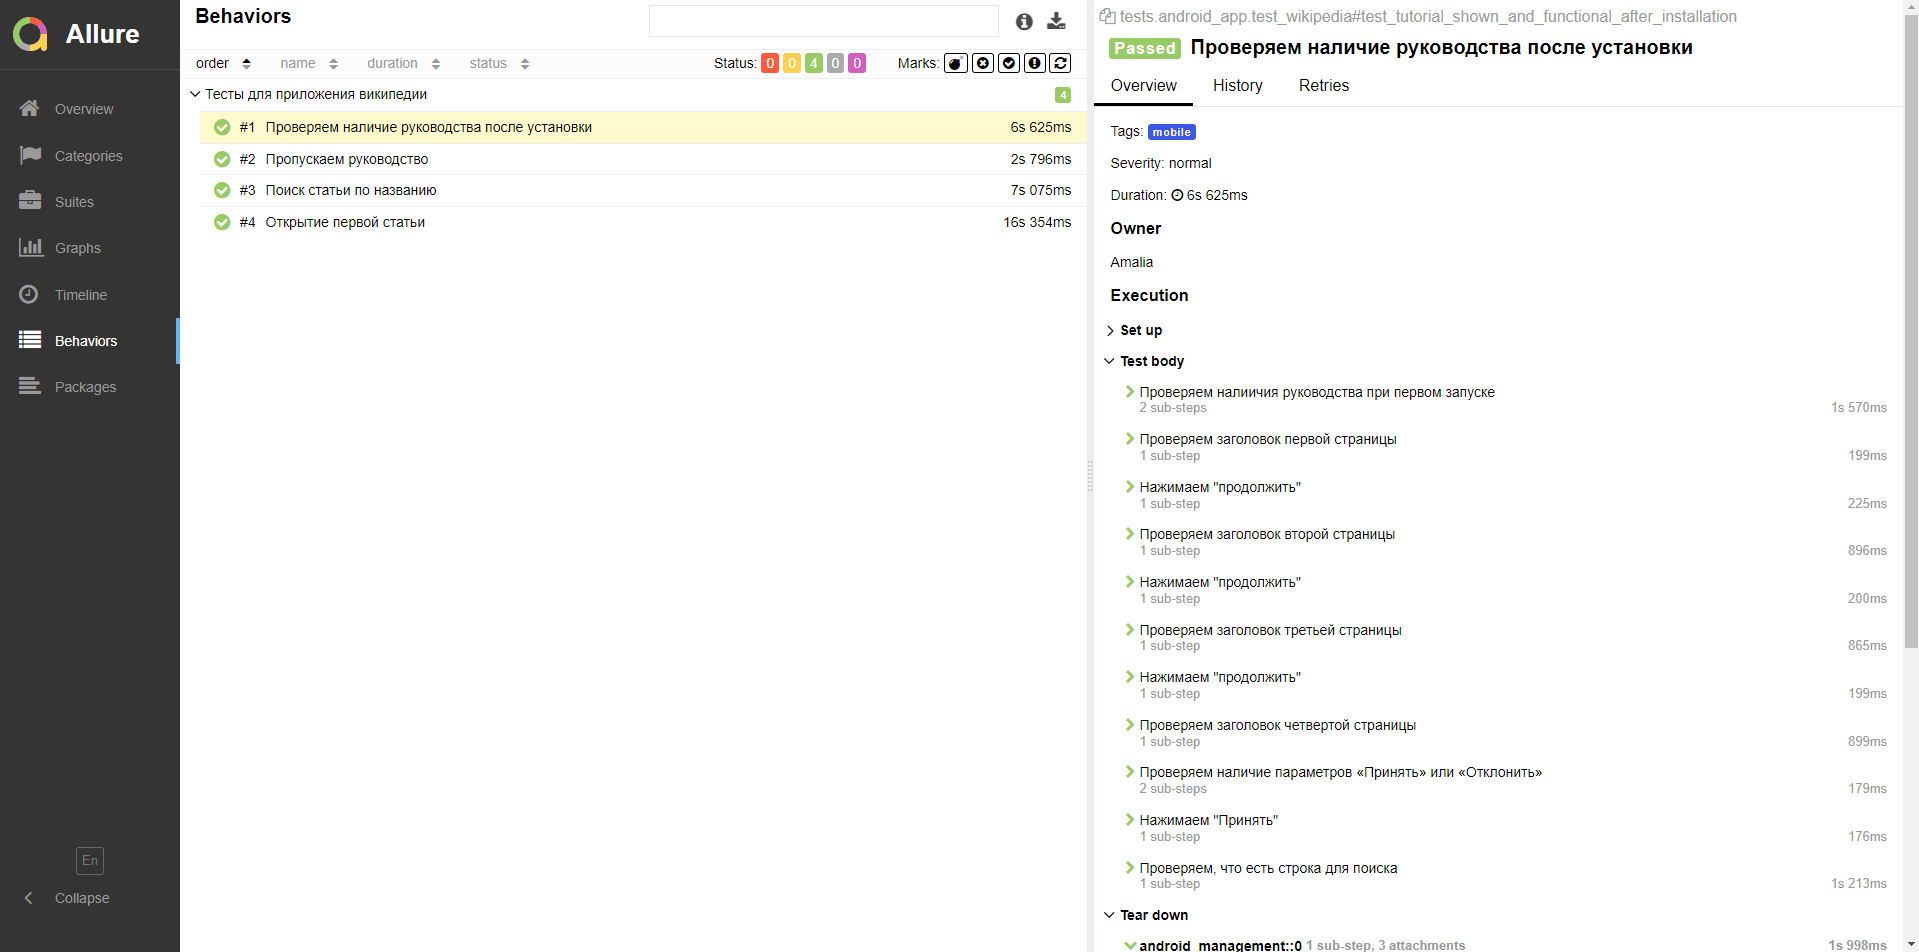 Allure
Overview
Categories
Suites
Graphs
Timeline
Behaviors
Packages
En
Collapse
Behaviors
order name duration status
Status: 0 0 4 0 0 Marks:
Тесты для приложения википедии 4
#1 Проверяем наличие руководства после установки 6s 625ms
#2 Пропускаем руководство 2s 796ms
#3 Поиск статьи по названию 7s 075ms
#4 Открытие первой статьи 16s 354ms
tests.android_app.test_wikipedia#test_tutorial_shown_and_functional_after_installation
Passed Проверяем наличие руководства после установки
Overview History Retries
Tags: mobile
Severity: normal
Duration: 6s 625ms
Owner
Amalia
Execution
Set up
Test body
Проверяем налиичия руководства при первом запуске
2 sub-steps 1s 570ms
Проверяем заголовок первой страницы
1 sub-step 199ms
Нажимаем "продолжить"
1 sub-step 225ms
Проверяем заголовок второй страницы
1 sub-step 896ms
Нажимаем "продолжить"
1 sub-step 200ms
Проверяем заголовок третьей страницы
1 sub-step 865ms
Нажимаем "продолжить"
1 sub-step 199ms
Проверяем заголовок четвертой страницы
1 sub-step 899ms
Проверяем наличие параметров «Принять» или «Отклонить»
2 sub-steps 179ms
Нажимаем "Принять"
1 sub-step 176ms
Проверяем, что есть строка для поиска
1 sub-step 1s 213ms
Tear down
android_management::0 1 sub-step, 3 attachments 1s 998ms